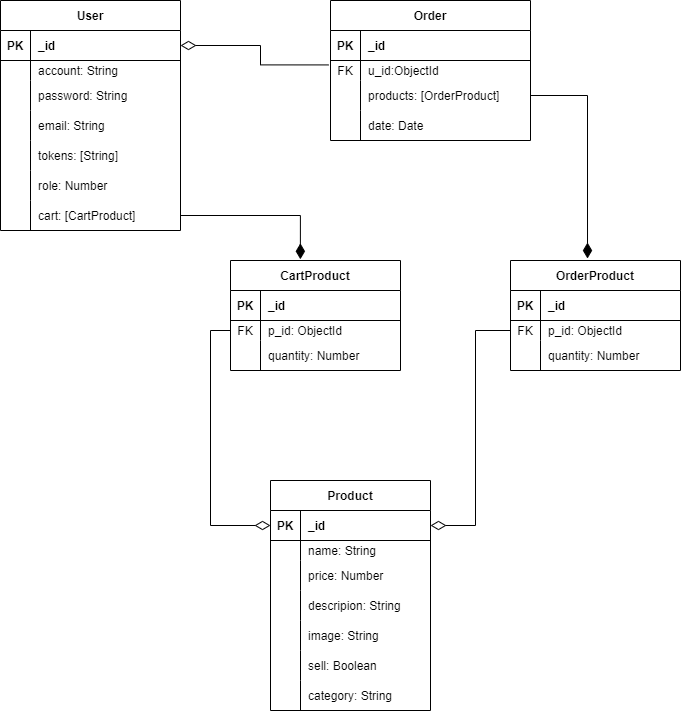 User
PK _id
account: String
password: String
email: String
tokens: [String]
role: Number
cart: [CartProduct]
Order
PK _id
FK u_id:ObjectId
products: [OrderProduct]
date: Date
CartProduct
PK _id
FK p_id: ObjectId
quantity: Number
OrderProduct
PK _id
FK p_id: ObjectId
quantity: Number
Product
PK _id
name: String
price: Number
descripion: String
image: String
sell: Boolean
category: String